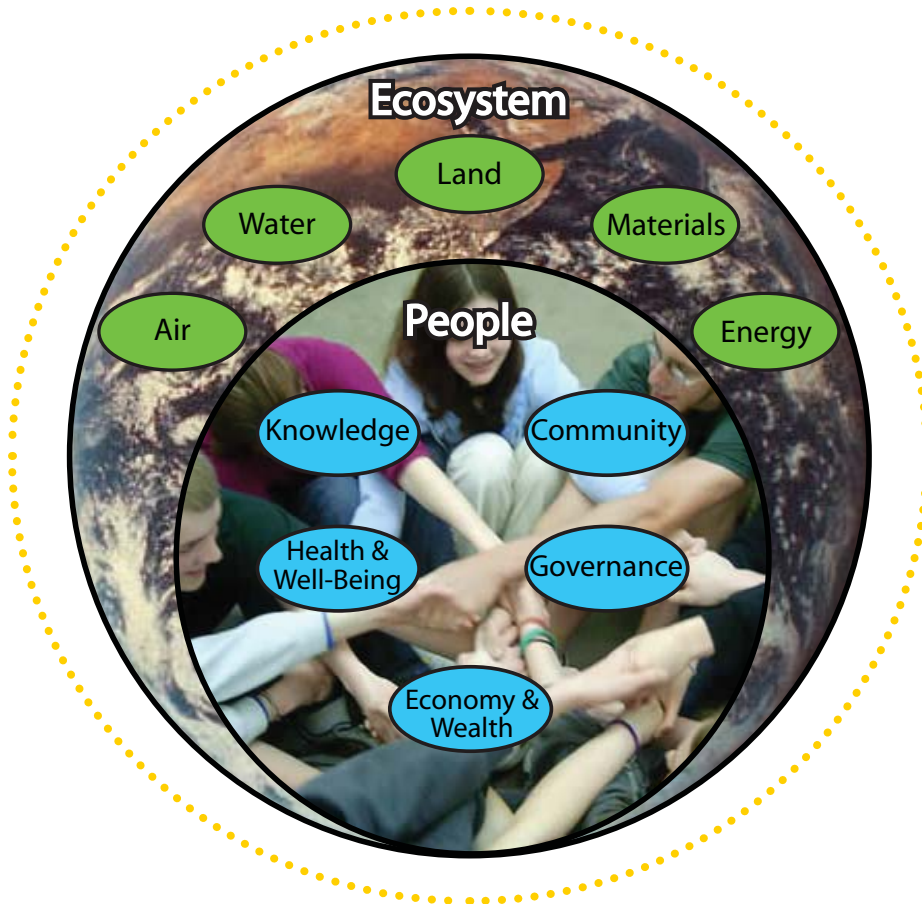 Ecosystem
Land
Water
Materials
Air
Energy
People
Knowledge
Community
Health &
Well-Being
Governance
Economy &
Wealth